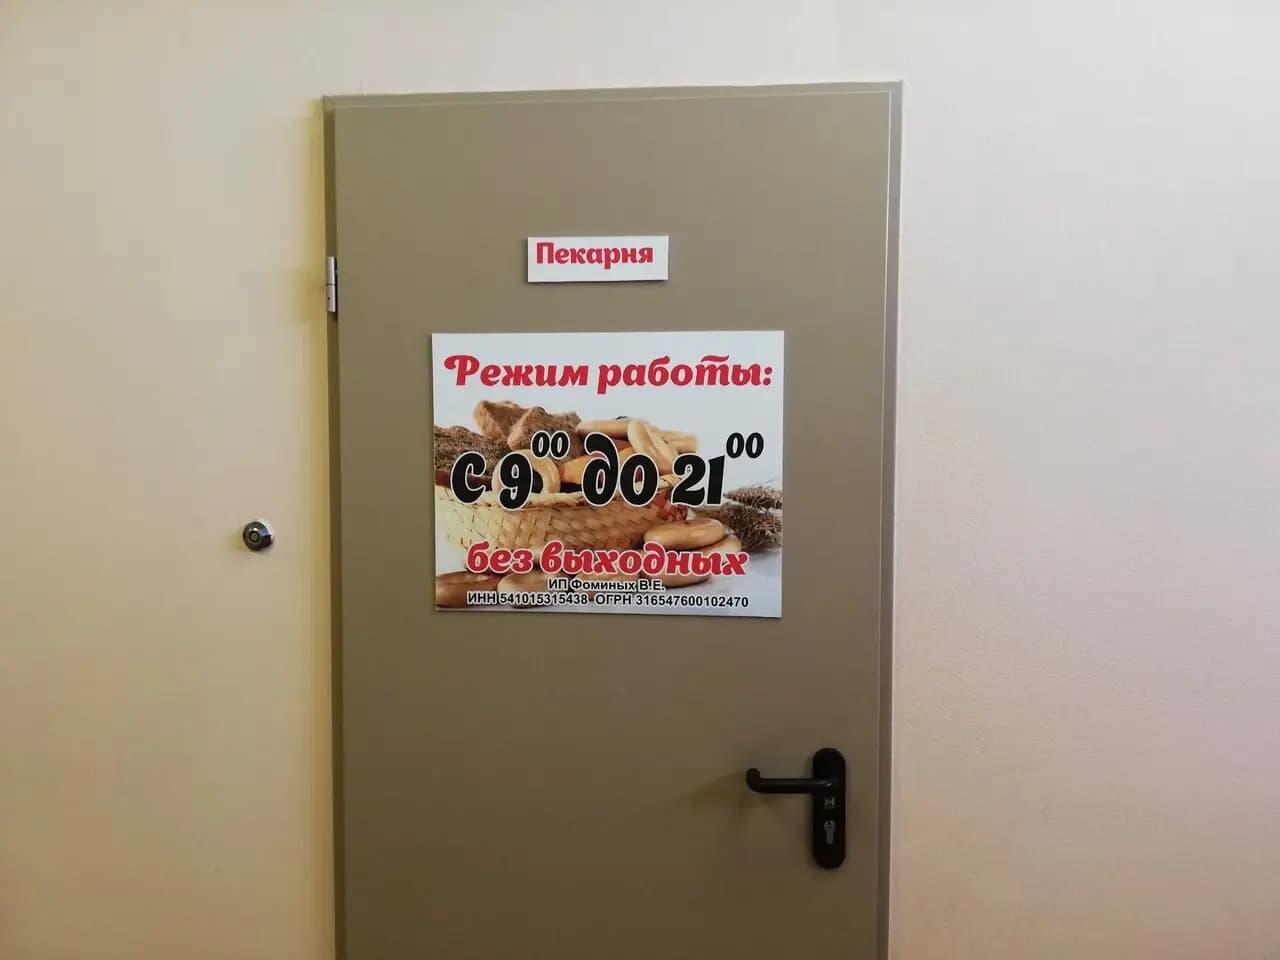 Пекарня
Режим работы:
с 9⁰⁰ до 21⁰⁰
без выходных
ИП Фоминых В.Е.
ИНН 541015315438 ОГРН 316547600102470